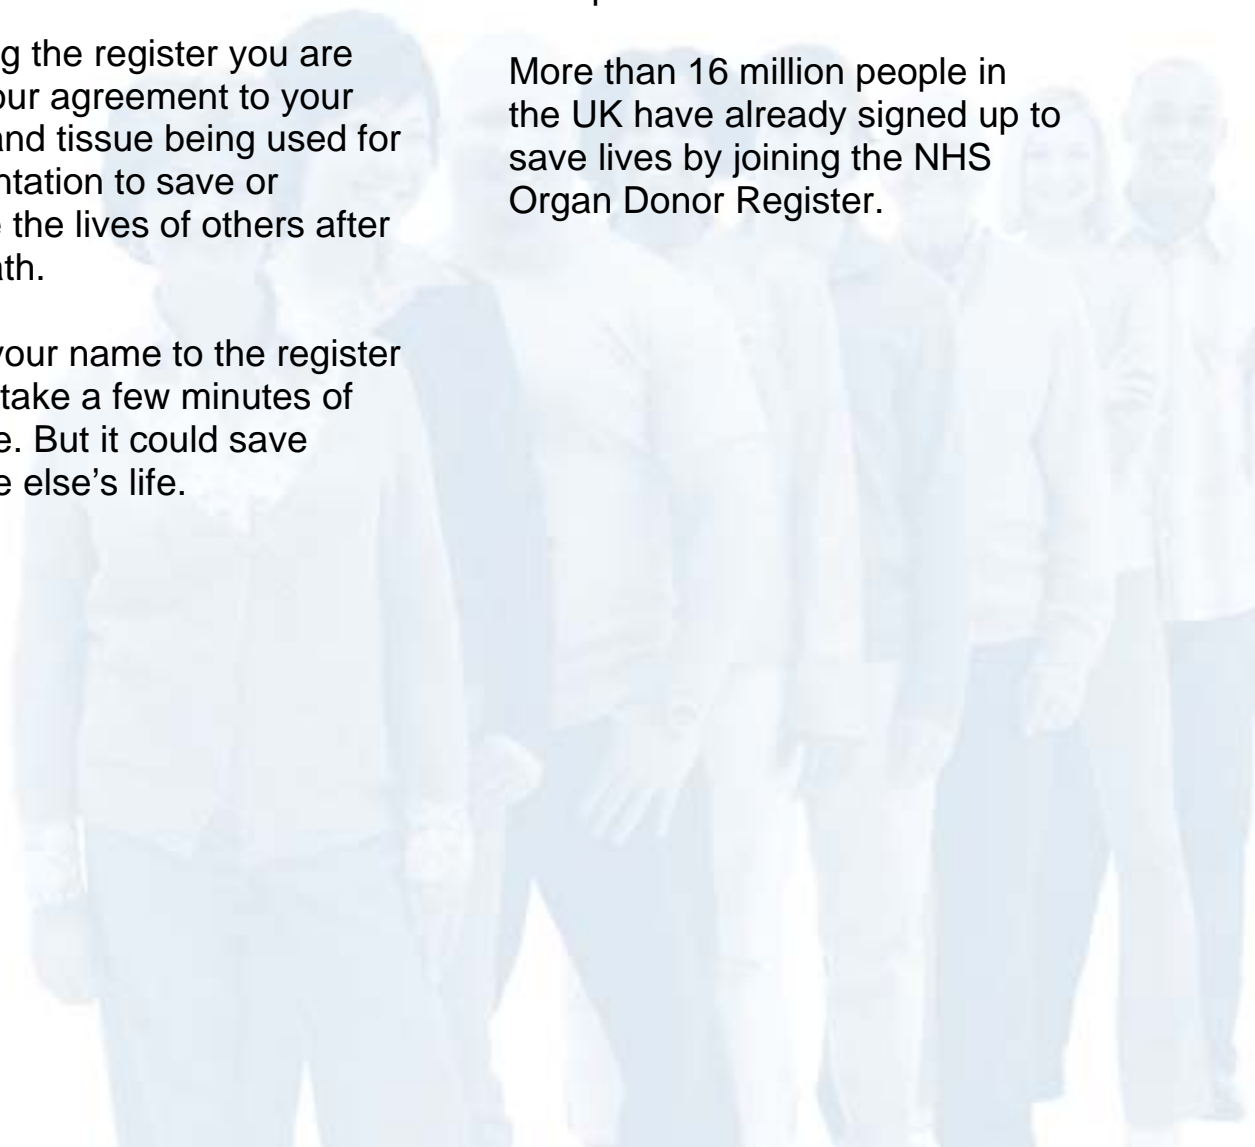 g the register you are
our agreement to your
and tissue being used for
ntation to save or
e the lives of others after
ath.
your name to the register
take a few minutes of
e. But it could save
e else's life.
More than 16 million people in
the UK have already signed up to
save lives by joining the NHS
Organ Donor Register.